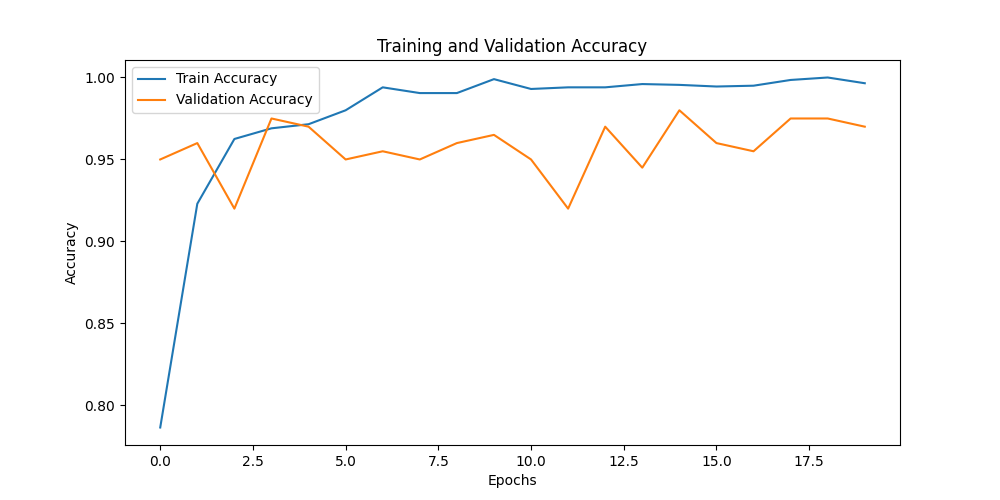 Training and Validation Accuracy
Train Accuracy
Validation Accuracy
1.00
0.95
0.90
0.85
0.80
Accuracy
0.0 2.5 5.0 7.5 10.0 12.5 15.0 17.5
Epochs